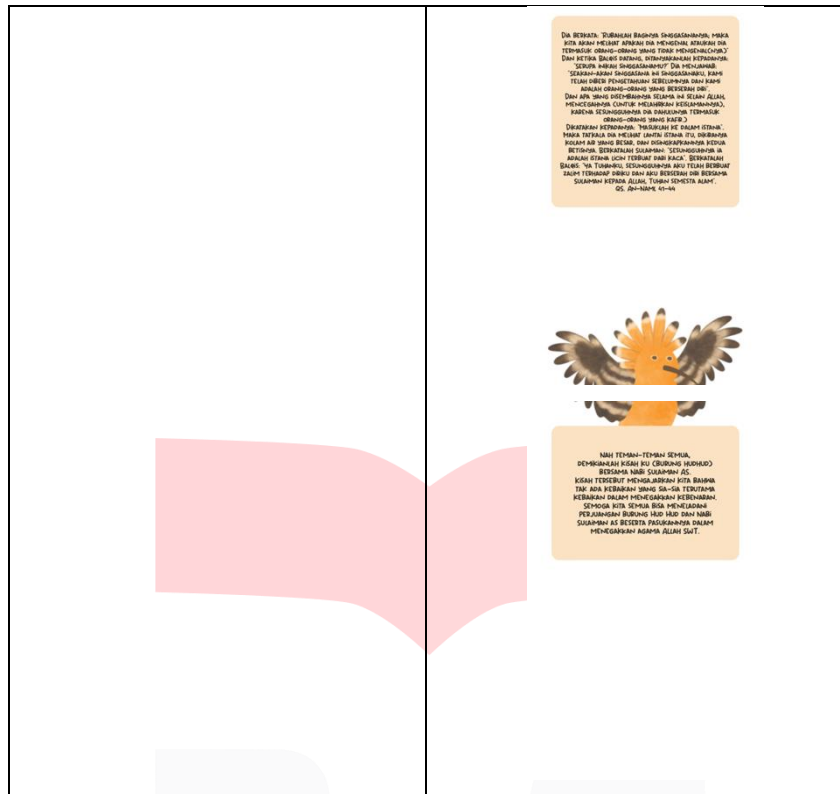 DIA BERKATA: "RUBAHLAH BAGINYA SINGGASANANYA; MAKA
KITA AKAN MELIHAT APAKAH DIA MENGENAL ATAUKAH DIA
TERMASUK ORANG-ORANG YANG TIDAK MENGENAL(NYA)"
DAN KETIKA BALQIS DATANG, DITANYAKANLAH KEPADANYA:
"SERUPA INIKAH SINGGASANAMU?" DIA MENJAWAB:
"SEAKAN-AKAN SINGGASANA INI SINGGASANAKU, KAMI
TELAH DIBERI PENGETAHUAN SEBELUMNYA DAN KAMI
ADALAH ORANG-ORANG YANG BERSERAH DIRI".
DAN APA YANG DISEMBAHNYA SELAMA INI SELAIN ALLAH,
MENCEGAHNYA (UNTUK MELAHIRKAN KEISLAMANNYA),
KARENA SESUNGGUHNYA DIA DAHULUNYA TERMASUK
ORANG-ORANG YANG KAFIR.)
DIKATAKAN KEPADANYA: "MASUKLAH KE DALAM ISTANA".
MAKA TATKALA DIA MELIHAT LANTAI ISTANA ITU, DIKIRANYA
KOLAM AIR YANG BESAR, DAN DISINGKAPKANNYA KEDUA
BETISNYA. BERKATALAH SULAIMAN: "SESUNGGUHNYA IA
ADALAH ISTANA LICIN TERBUAT DARI KACA". BERKATALAH
BALQIS: "YA TUHANKU, SESUNGGUHNYA AKU TELAH BERBUAT
ZALIM TERHADAP DIRIKU DAN AKU BERSERAH DIRI BERSAMA
SULAIMAN KEPADA ALLAH, TUHAN SEMESTA ALAM".
QS. AN-NAML 41-44
NAH TEMAN-TEMAN SEMUA,
DEMIKIANLAH KISAH KU (BURUNG HUDHUD)
BERSAMA NABI SULAIMAN AS.
KISAH TERSEBUT MENGAJARKAN KITA BAHWA
TAK ADA KEBAIKAN YANG SIA-SIA TERUTAMA
KEBAIKAN DALAM MENEGAKKAN KEBENARAN.
SEMOGA KITA SEMUA BISA MENELADANI
PERJUANGAN BURUNG HUD HUD DAN NABI
SULAIMAN AS BESERTA PASUKANNYA DALAM
MENEGAKKAN AGAMA ALLAH SWT.